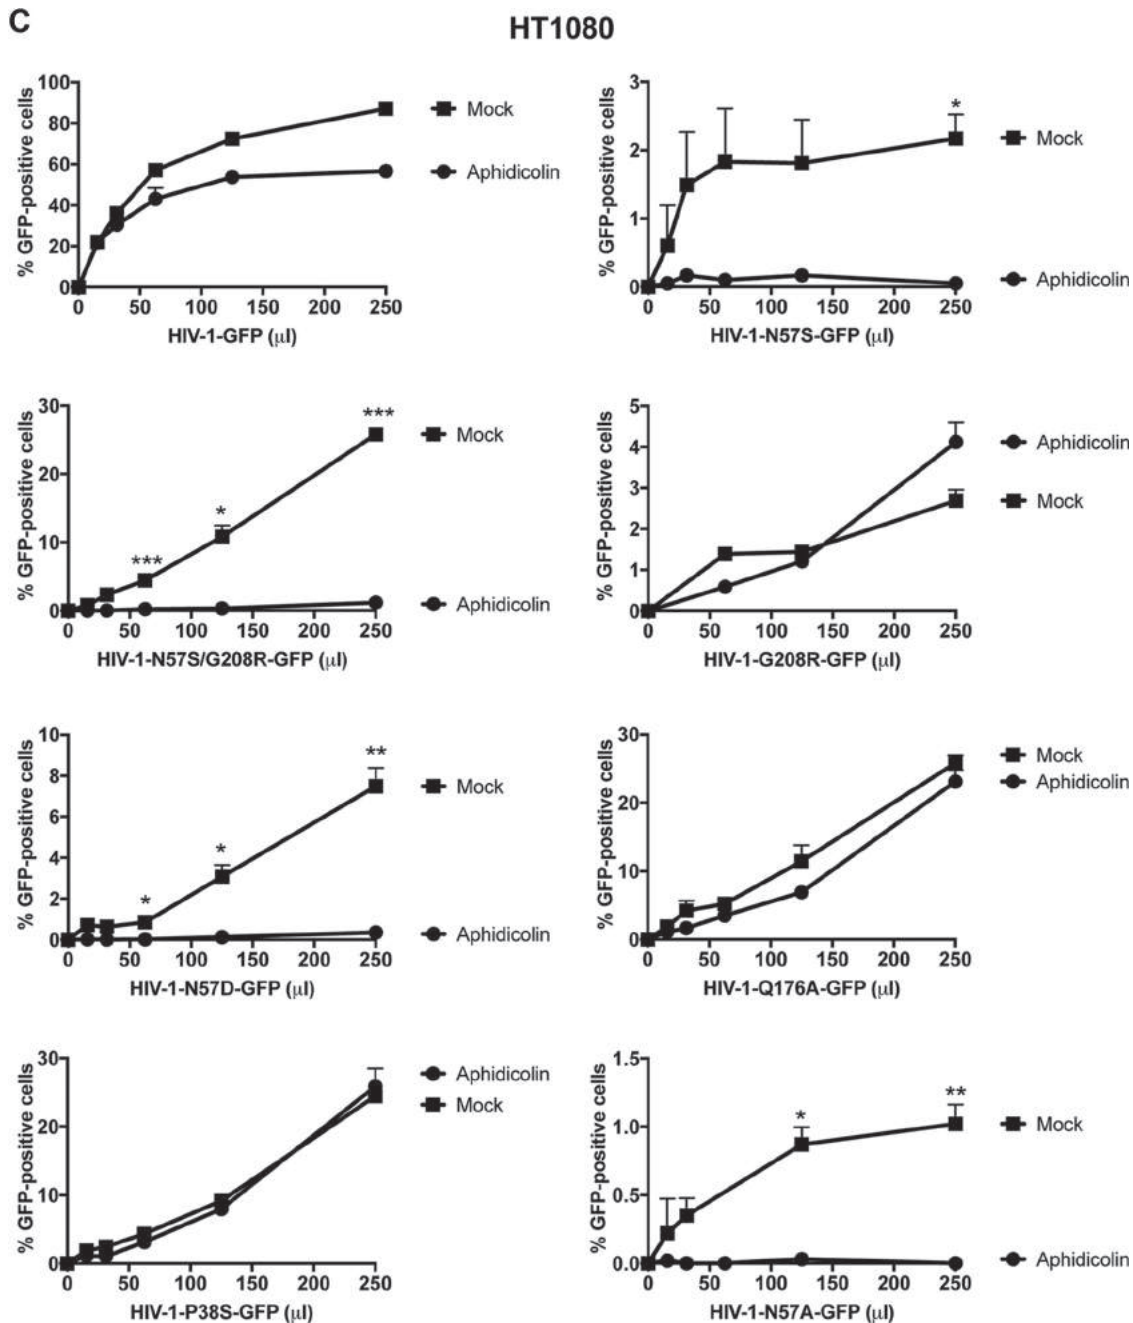 C
HT1080
100
80
60
40
20
0
% GFP-positive cells
0 50 100 150 200 250
HIV-1-GFP (µl)
Mock
Aphidicolin
3
2
1
0
% GFP-positive cells
*
0 50 100 150 200 250
HIV-1-N57S-GFP (µl)
Mock
Aphidicolin
30
20
10
0
% GFP-positive cells
***
*
***
0 50 100 150 200 250
HIV-1-N57S/G208R-GFP (µl)
Mock
Aphidicolin
5
4
3
2
1
0
% GFP-positive cells
0 50 100 150 200 250
HIV-1-G208R-GFP (µl)
Aphidicolin
Mock
10
8
6
4
2
0
% GFP-positive cells
*
*
**
0 50 100 150 200 250
HIV-1-N57D-GFP (µl)
Mock
Aphidicolin
30
20
10
0
% GFP-positive cells
0 50 100 150 200 250
HIV-1-Q176A-GFP (µl)
Mock
Aphidicolin
30
20
10
0
% GFP-positive cells
0 50 100 150 200 250
HIV-1-P38S-GFP (µl)
Aphidicolin
Mock
1.5
1.0
0.5
0.0
% GFP-positive cells
*
**
0 50 100 150 200 250
HIV-1-N57A-GFP (µl)
Mock
Aphidicolin